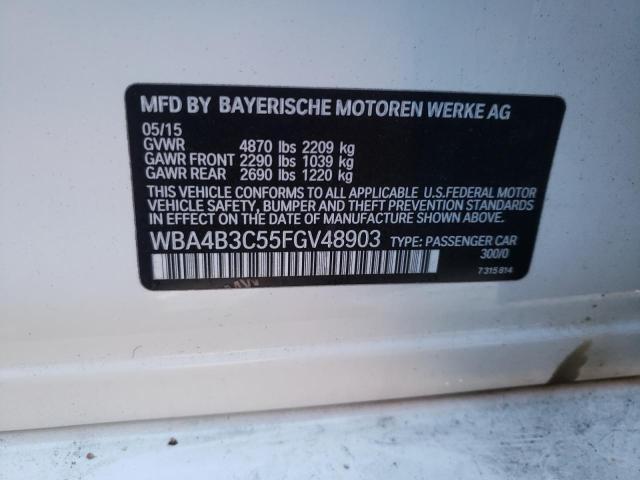 MFD BY BAYERISCHE MOTOREN WERKE AG
05/15
GVWR 4870 lbs 2209 kg
GAWR FRONT 2290 lbs 1039 kg
GAWR REAR 2690 lbs 1220 kg
THIS VEHICLE CONFORMS TO ALL APPLICABLE U.S.FEDERAL MOTOR
VEHICLE SAFETY, BUMPER AND THEFT PREVENTION STANDARDS
IN EFFECT ON THE DATE OF MANUFACTURE SHOWN ABOVE.
WBA4B3C55FGV48903 TYPE: PASSENGER CAR
300/0
7 315 814